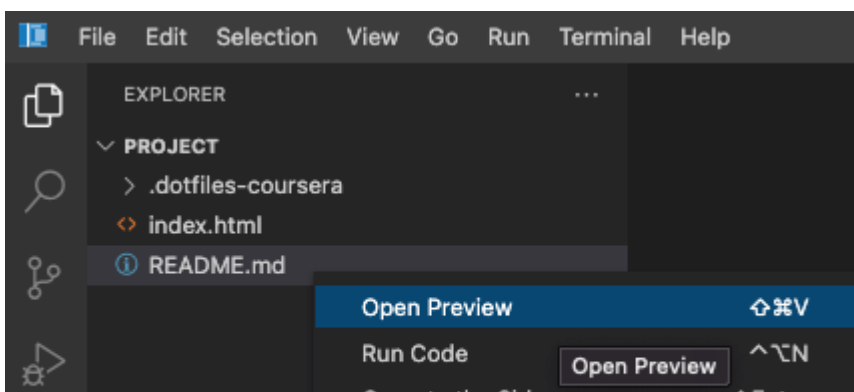 File Edit Selection View Go Run Terminal Help
EXPLORER ...
PROJECT
.dotfiles-coursera
index.html
README.md
Open Preview ⇧⌘V
Run Code ⌃⌥N
Open Preview